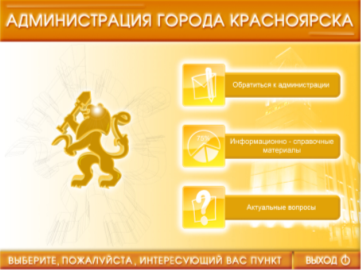 АДМИНИСТРАЦИЯ ГОРОДА КРАСНОЯРСКА
Обратиться к администрации
Информационно - справочные
материалы
Актуальные вопросы
ВЫБЕРИТЕ, ПОЖАЛУЙСТА, ИНТЕРЕСУЮЩИЙ ВАС ПУНКТ
ВЫХОД